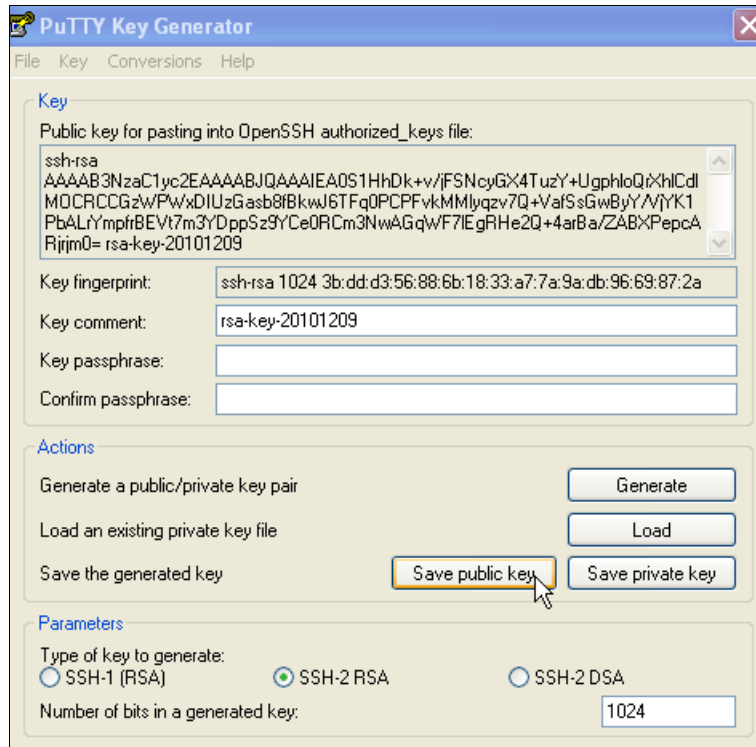 PuTTY Key Generator
File Key Conversions Help
Key
Public key for pasting into OpenSSH authorized_keys file:
ssh-rsa
AAAAB3NzaC1yc2EAAAABJQAAAIEA0S1HhDk+v/jFSNcyGX4TuzY+UgphloQrXhlCdl
MOCRCCGzWPWxDIUzGasb8fBkwJ6TFq0PCPFvkMMlyqzv7Q+VafSsGwByY/VjYK1
PbALrYmpfrBEVt7m3YDppSz9YCe0RCm3NwAGqWF7lEgRHe2Q+4arBa/ZABXPepcA
Rjrjm0= rsa-key-20101209
Key fingerprint: ssh-rsa 1024 3b:dd:d3:56:88:6b:18:33:a7:7a:9a:db:96:69:87:2a
Key comment: rsa-key-20101209
Key passphrase:
Confirm passphrase:
Actions
Generate a public/private key pair Generate
Load an existing private key file Load
Save the generated key Save public key Save private key
Parameters
Type of key to generate:
SSH-1 (RSA) SSH-2 RSA SSH-2 DSA
Number of bits in a generated key: 1024